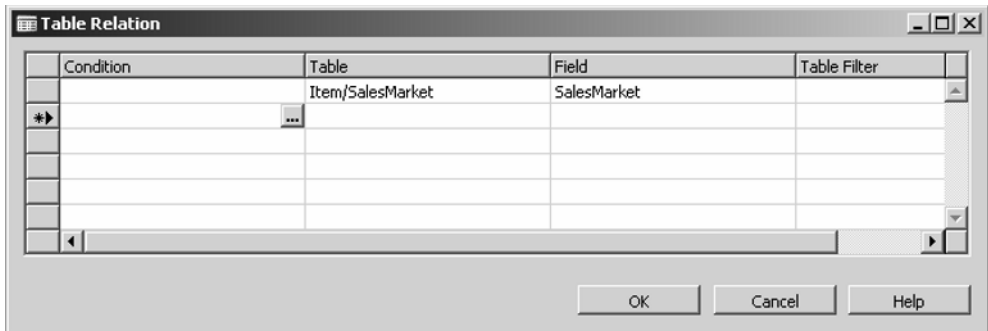 Table Relation
Condition Table Field Table Filter
Item/SalesMarket SalesMarket
...
OK Cancel Help